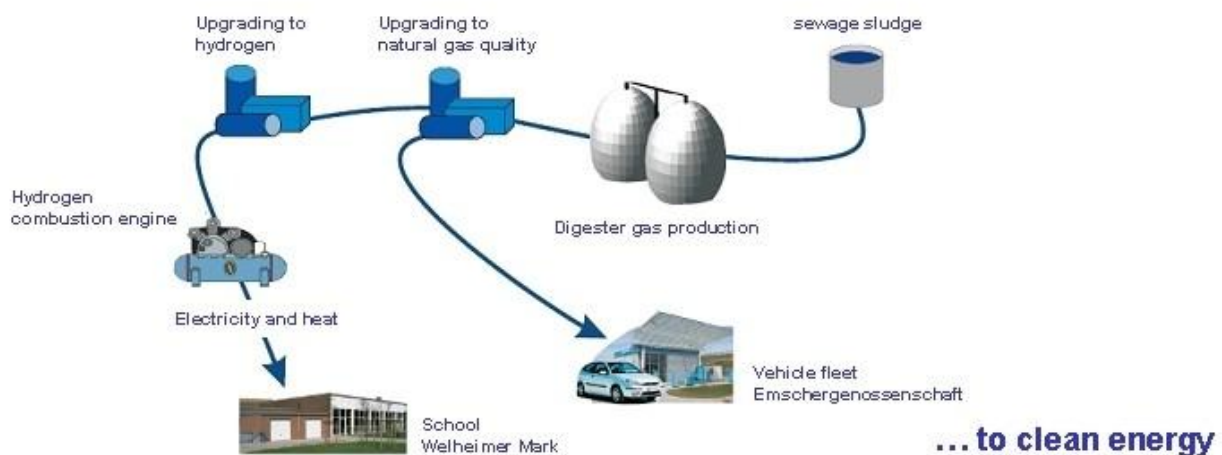 Upgrading to
hydrogen
Upgrading to
natural gas quality
sewage sludge
Hydrogen
combustion engine
Digester gas production
Electricity and heat
Vehicle fleet
Emschergenossenschaft
School
Welheimer Mark
... to clean energy